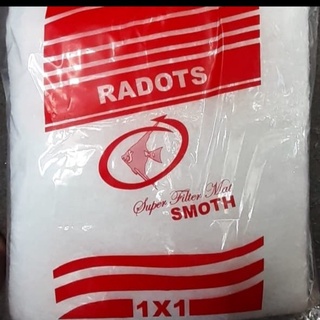 RADOTS
Super Filter Mat
SMOTH
1X1